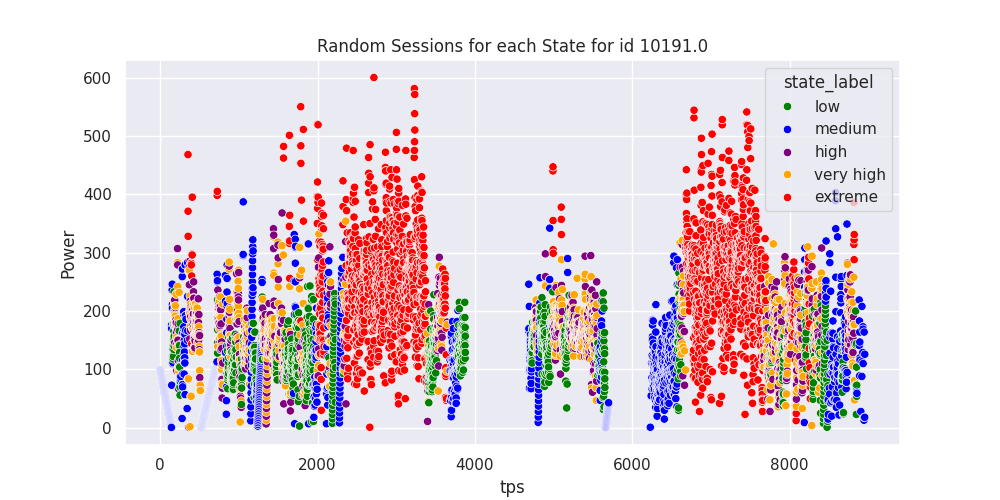 Random Sessions for each State for id 10191.0
Power
600
500
400
300
200
100
0
0
2000
4000
6000
8000
tps
state_label
low
medium
high
very high
extreme